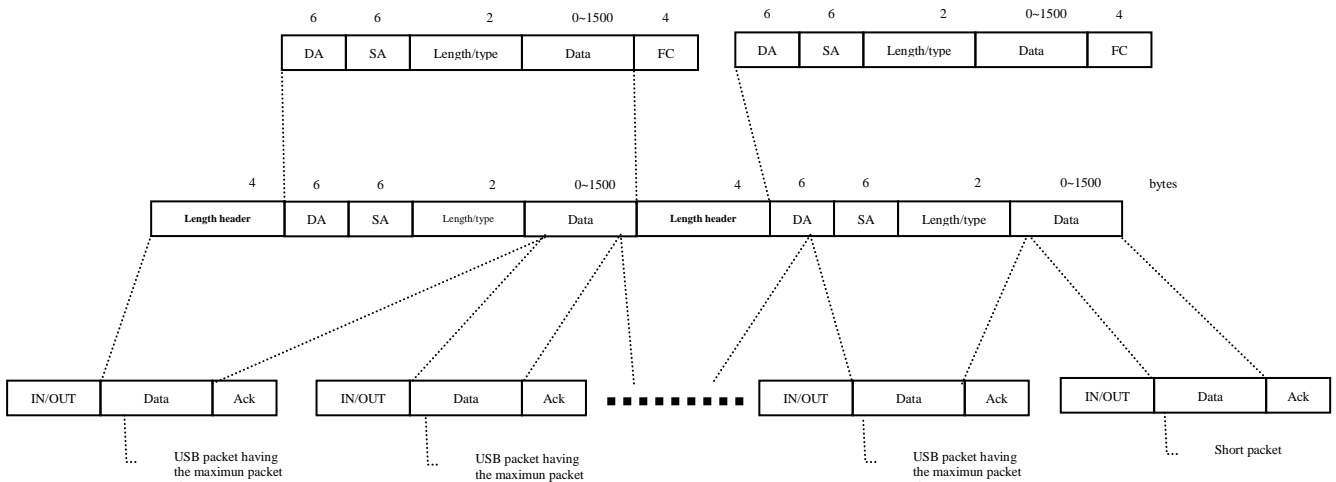 6 6 2 0~1500 4 6 6 2 0~1500 4
DA SA Length/type Data FC DA SA Length/type Data FC
4 6 6 2 0~1500 4 6 6 2 0~1500 bytes
Length header DA SA Length/type Data Length header DA SA Length/type Data
IN/OUT Data Ack IN/OUT Data Ack IN/OUT Data Ack IN/OUT Data Ack
USB packet having
the maximun packet
USB packet having
the maximun packet
USB packet having
the maximun packet
Short packet